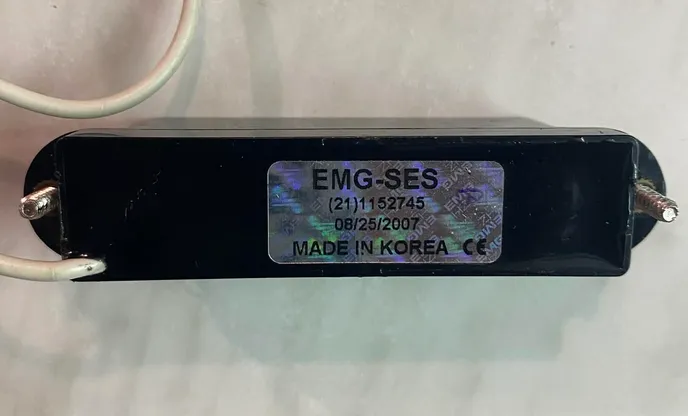 EMG-SES
(21)1152745
08/25/2007
MADE IN KOREA CE